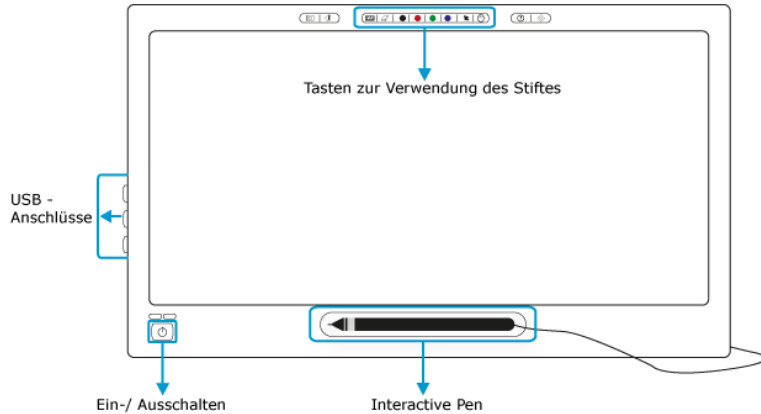 Tasten zur Verwendung des Stiftes
USB -
Anschlüsse
Ein-/ Ausschalten
Interactive Pen